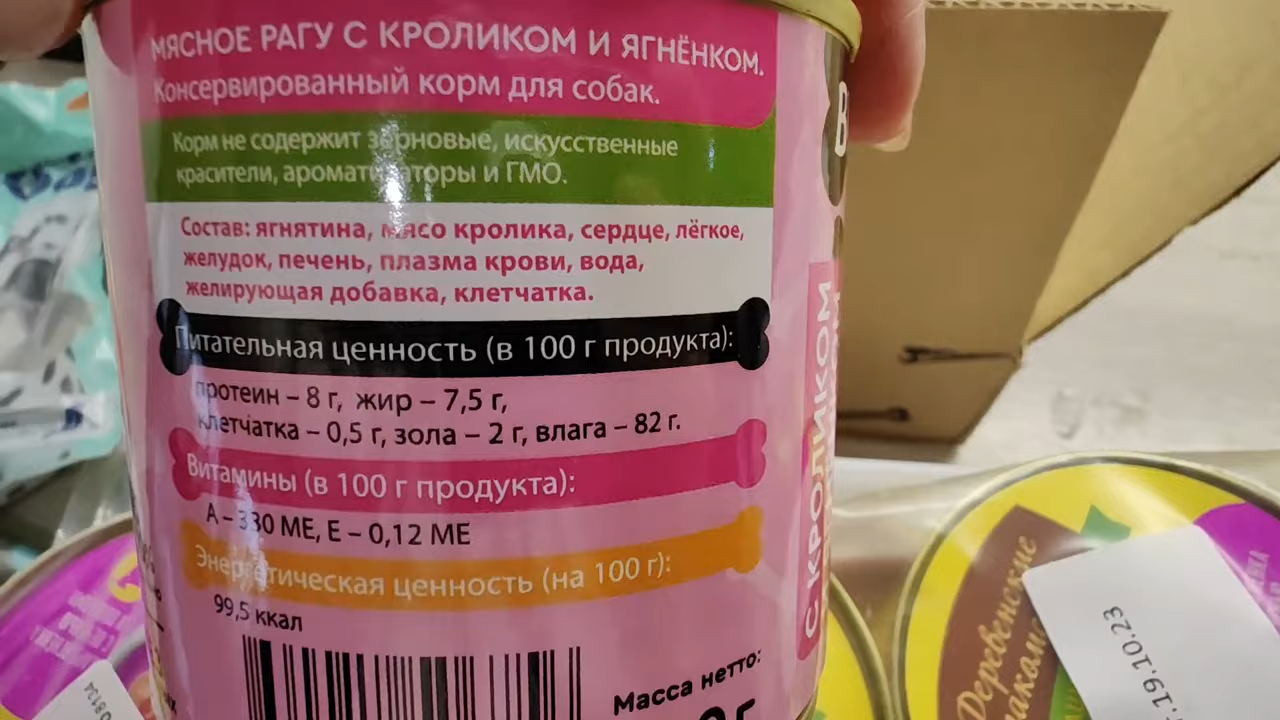 МЯСНОЕ РАГУ С КРОЛИКОМ И ЯГНЁНКОМ.
Консервированный корм для собак.
Корм не содержит зерновые, искусственные
красители, ароматизаторы и ГМО.
Состав: ягнятина, мясо кролика, сердце, лёгкое,
желудок, печень, плазма крови, вода,
желирующая добавка, клетчатка.
Питательная ценность (в 100 г продукта):
протеин – 8 г, жир – 7,5 г,
клетчатка – 0,5 г, зола – 2 г, влага – 82 г.
Витамины (в 100 г продукта):
А – 330 МЕ, Е – 0,12 МЕ
Энергетическая ценность (на 100 г):
99,5 ккал
Масса нетто:
С КРОЛИКОМ
Деревенские
19.10.23